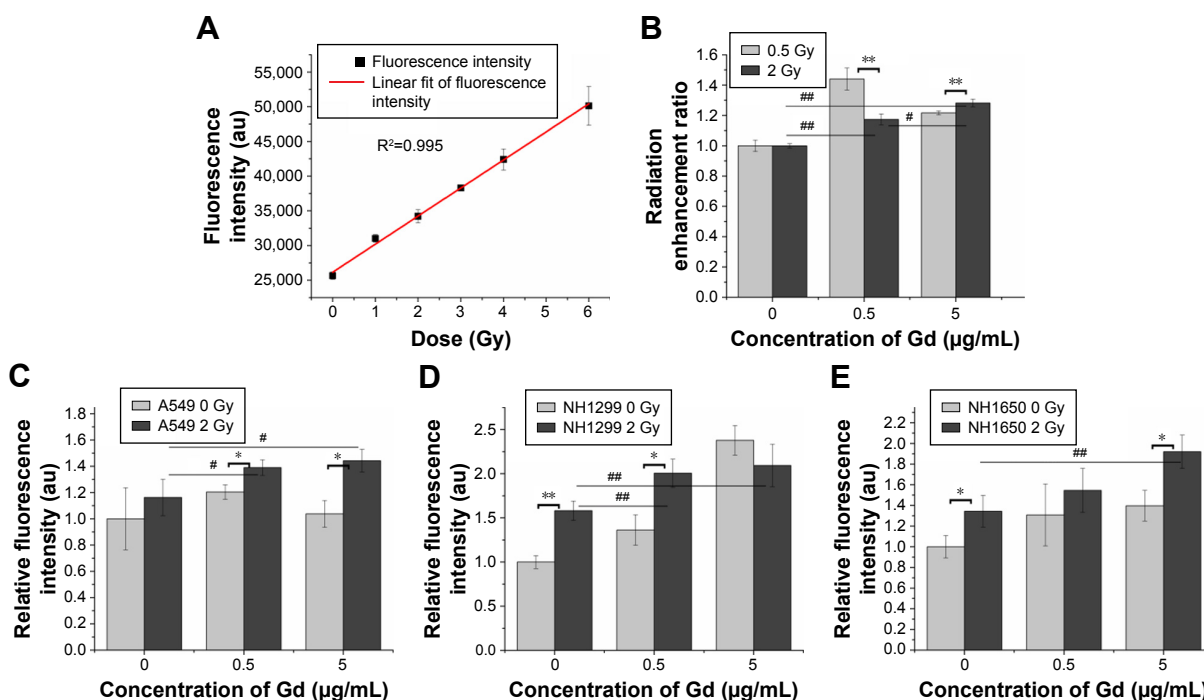 A
Fluorescence intensity
Linear fit of fluorescence
intensity
R²=0.995
Fluorescence
intensity (au)
55,000
50,000
45,000
40,000
35,000
30,000
25,000
0 1 2 3 4 5 6
Dose (Gy)
B
0.5 Gy
2 Gy
Radiation
enhancement ratio
1.6
1.4
1.2
1.0
0.8
0.6
0.4
0.2
0.0
**
**
##
##
#
0 0.5 5
Concentration of Gd (µg/mL)
C
A549 0 Gy
A549 2 Gy
Relative fluorescence
intensity (au)
1.8
1.6
1.4
1.2
1.0
0.8
0.6
0.4
0.2
0.0
#
#
*
*
0 0.5 5
Concentration of Gd (µg/mL)
D
NH1299 0 Gy
NH1299 2 Gy
Relative fluorescence
intensity (au)
2.5
2.0
1.5
1.0
0.5
0.0
*
##
**
##
0 0.5 5
Concentration of Gd (µg/mL)
E
NH1650 0 Gy
NH1650 2 Gy
Relative fluorescence
intensity (au)
2.2
2.0
1.8
1.6
1.4
1.2
1.0
0.8
0.6
0.4
0.2
0.0
*
##
*
0 0.5 5
Concentration of Gd (µg/mL)